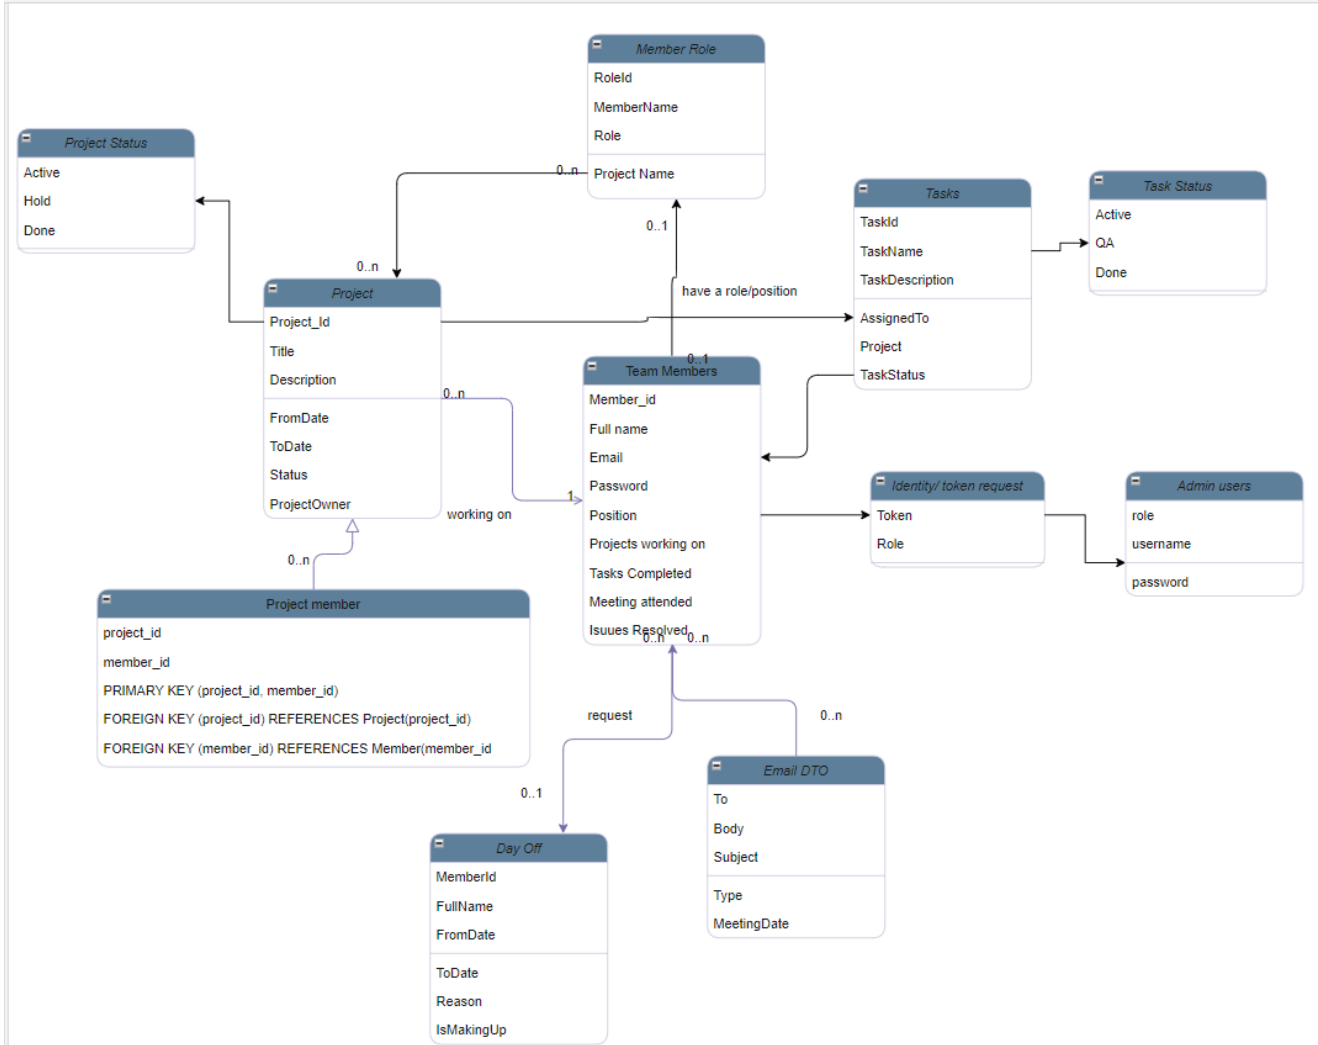 Member Role
RoleId
MemberName
Role
Project Name
Project Status
Active
Hold
Done
0..n
0..n
0..1
have a role/position
0..1
Tasks
TaskId
TaskName
TaskDescription
AssignedTo
Project
TaskStatus
Task Status
Active
QA
Done
Project
Project_Id
Title
Description
FromDate
ToDate
Status
ProjectOwner
0..n
1
working on
0..n
Team Members
Member_id
Full name
Email
Password
Position
Projects working on
Tasks Completed
Meeting attended
Isuues Resolved
0..n
0..n
Identity/ token request
Token
Role
Admin users
role
username
password
Project member
project_id
member_id
PRIMARY KEY (project_id, member_id)
FOREIGN KEY (project_id) REFERENCES Project(project_id)
FOREIGN KEY (member_id) REFERENCES Member(member_id
request
0..n
0..1
Email DTO
To
Body
Subject
Type
MeetingDate
Day Off
MemberId
FullName
FromDate
ToDate
Reason
IsMakingUp